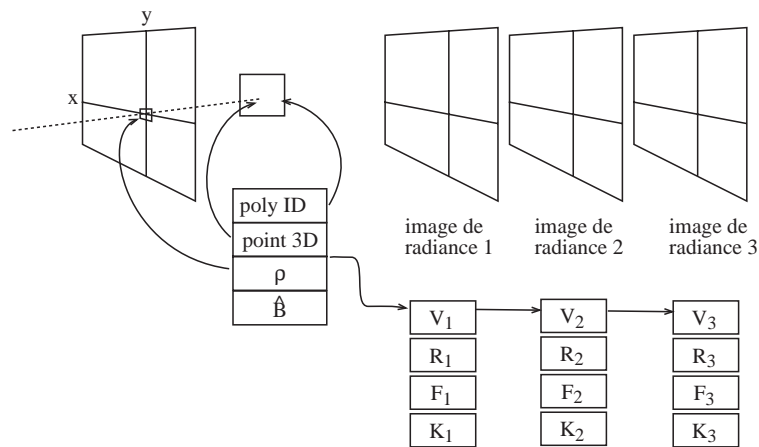 y
x
poly ID
point 3D
ρ
B̂
image de
radiance 1
image de
radiance 2
image de
radiance 3
V₁
V₂
V₃
R₁
R₂
R₃
F₁
F₂
F₃
K₁
K₂
K₃